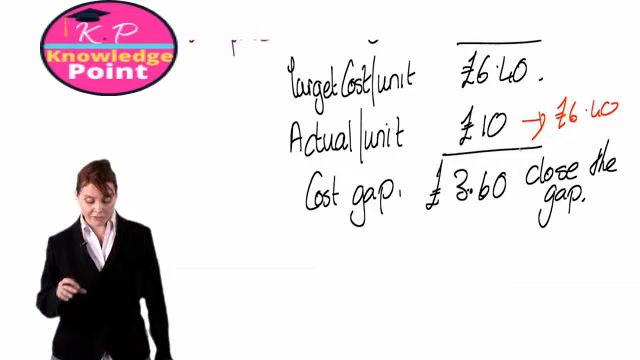 K.P
Knowledge
Point
Target Cost/unit £6.40.
Actual/unit £10 → £6.40
Cost gap. £3.60 close the
gap.